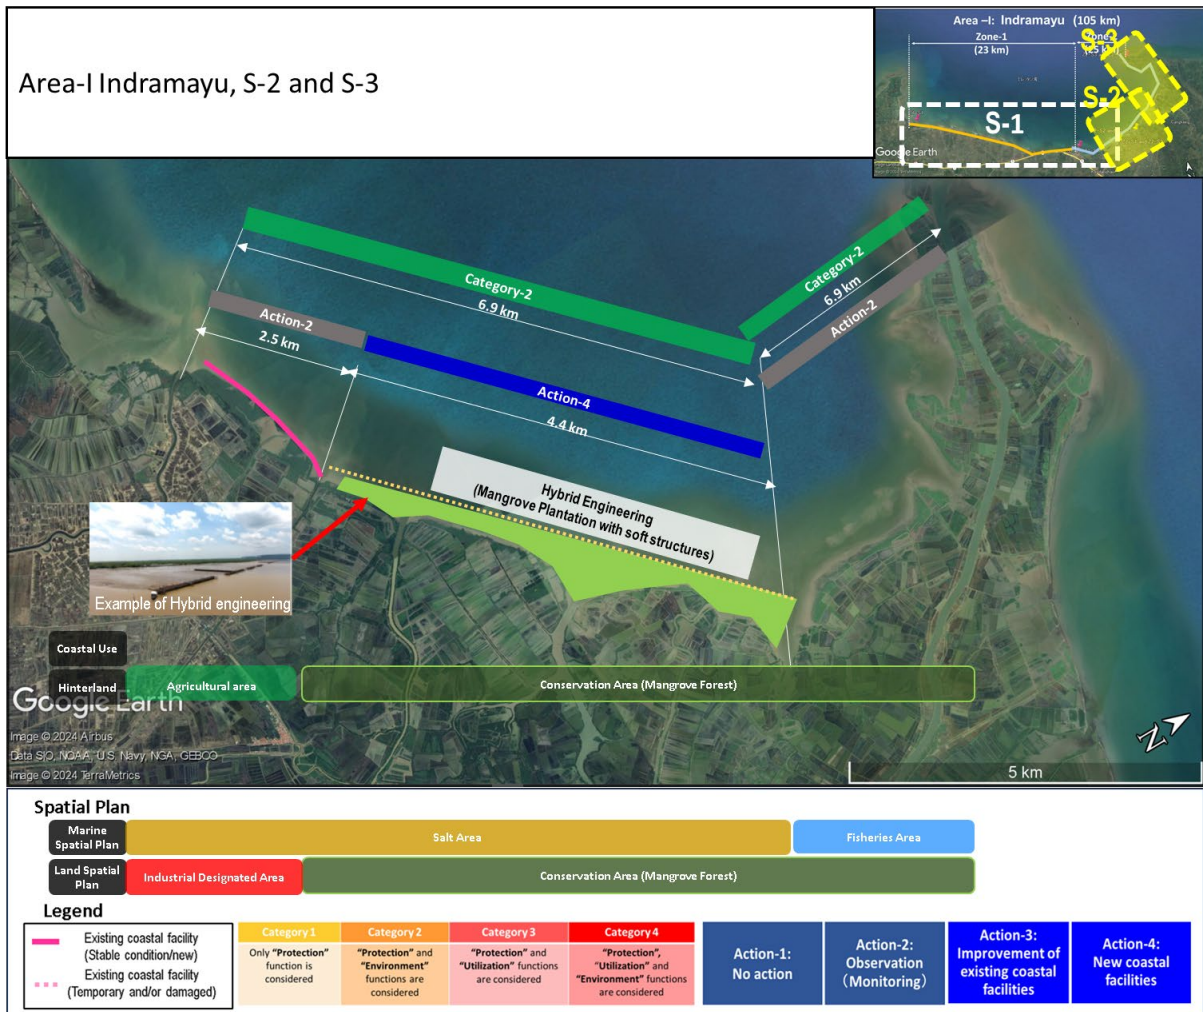 Area-I Indramayu, S-2 and S-3
Area –I: Indramayu (105 km)
Zone-1
(23 km)
S-3
S-2
S-1
Google Earth
Category-2
6.9 km
Category-2
6.9 km
Action-2
Action-2
2.5 km
Action-4
4.4 km
Hybrid Engineering
(Mangrove Plantation with soft structures)
Example of Hybrid engineering
Coastal Use
Hinterland
Agricultural area
Conservation Area (Mangrove Forest)
Google Earth
Image © 2024 Airbus
Data SIO, NOAA, U.S. Navy, NGA, GEBCO
Image © 2024 TerraMetrics
N
5 km
Spatial Plan
Marine
Spatial Plan
Salt Area
Fisheries Area
Land Spatial
Plan
Industrial Designated Area
Conservation Area (Mangrove Forest)
Legend
Existing coastal facility
(Stable condition/new)
Existing coastal facility
(Temporary and/or damaged)
Category 1
Only “Protection”
function is
considered
Category 2
“Protection” and
“Environment”
functions are
considered
Category 3
“Protection” and
“Utilization” functions
are considered
Category 4
“Protection”,
“Utilization” and
“Environment” functions
are considered
Action-1:
No action
Action-2:
Observation
(Monitoring)
Action-3:
Improvement of
existing coastal
facilities
Action-4:
New coastal
facilities